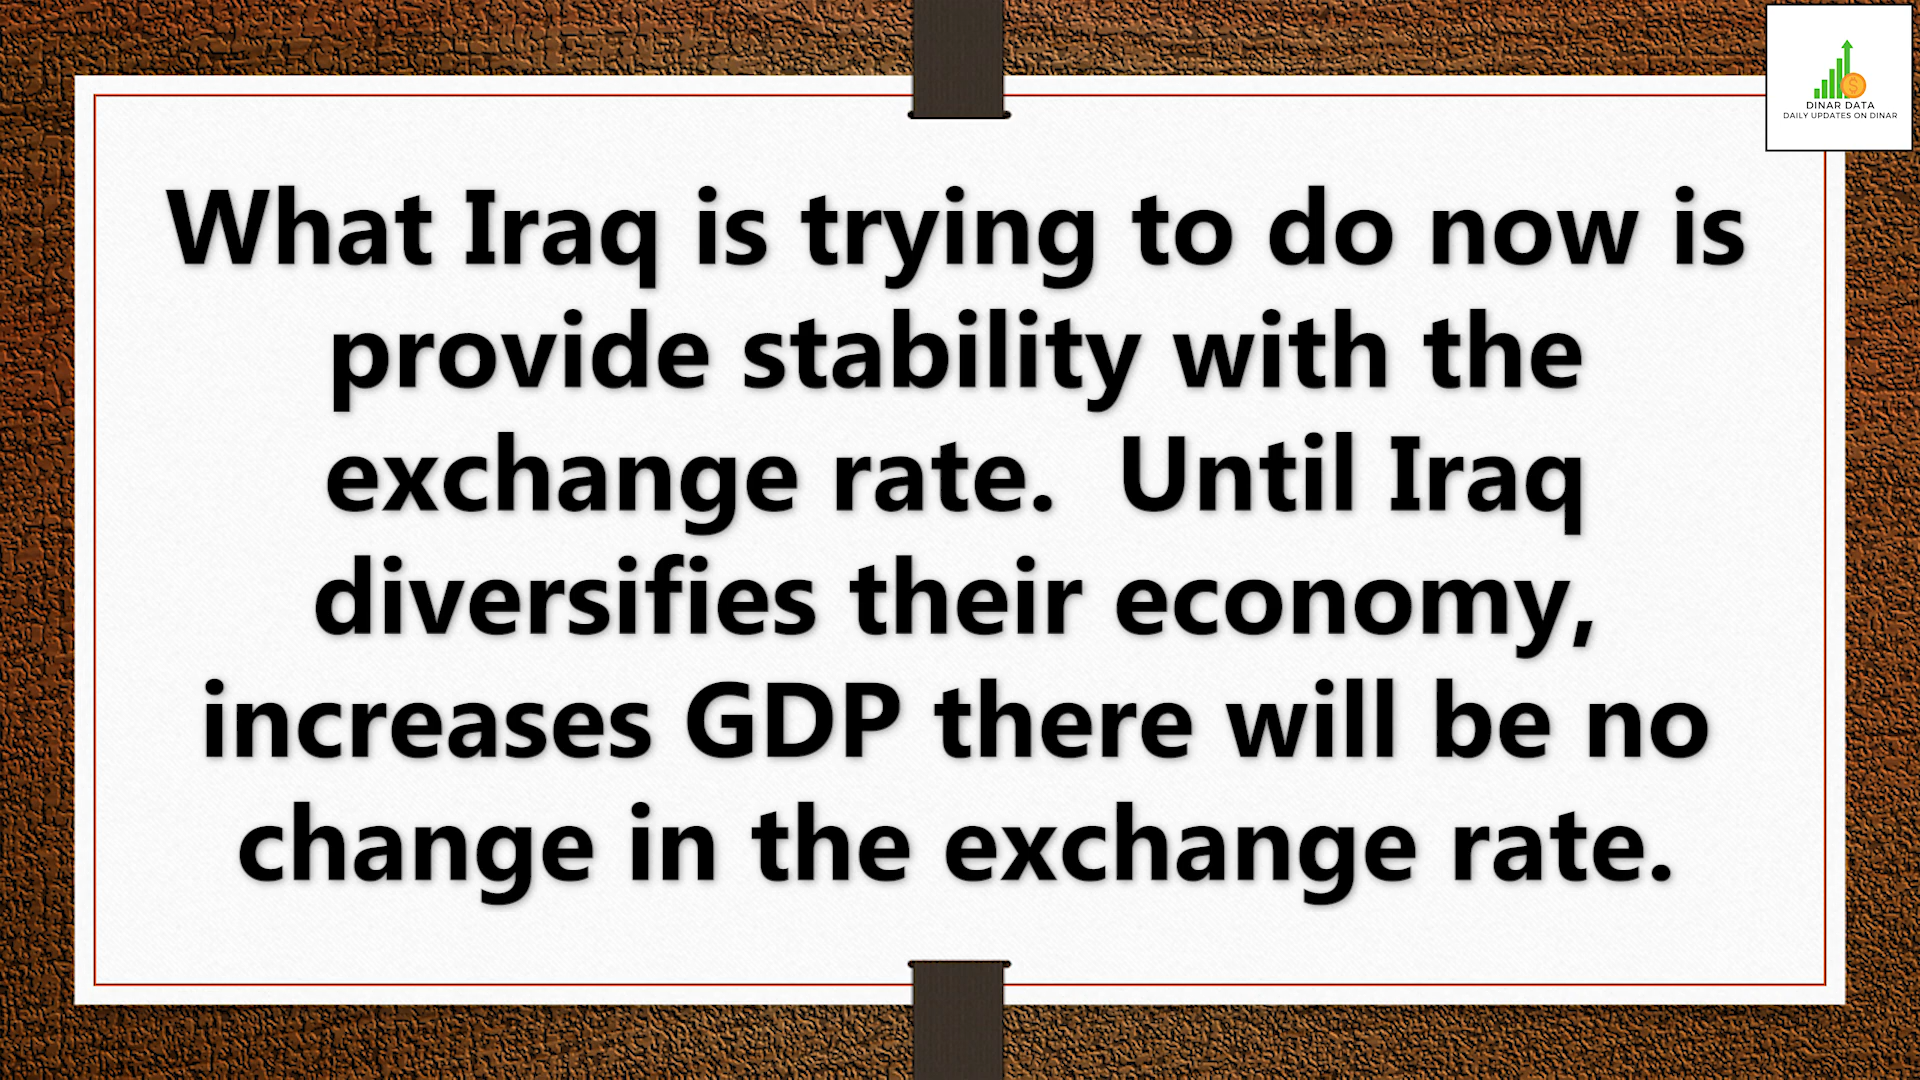 DINAR DATA
DAILY UPDATES ON DINAR
What Iraq is trying to do now is
provide stability with the
exchange rate.  Until Iraq
diversifies their economy,
increases GDP there will be no
change in the exchange rate.